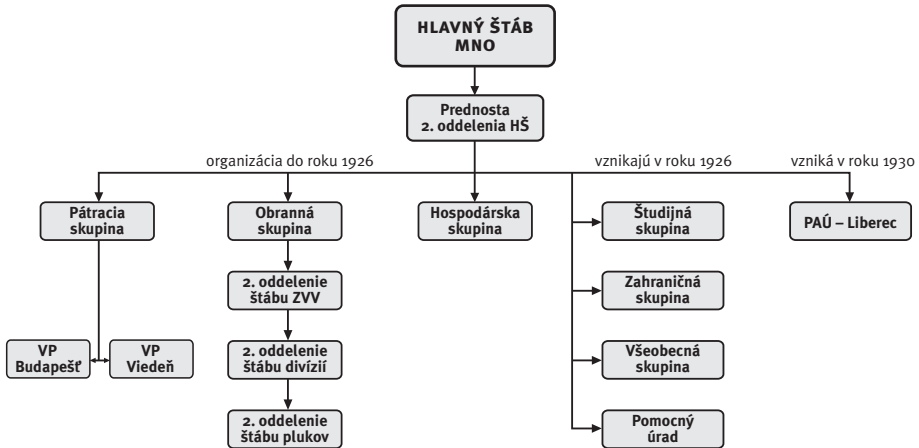 HLAVNÝ ŠTÁB
MNO
Prednosta
2. oddelenia HŠ
organizácia do roku 1926
vznikajú v roku 1926
vzniká v roku 1930
Pátracia
skupina
Obranná
skupina
Hospodárska
skupina
Študijná
skupina
PAÚ – Liberec
2. oddelenie
štábu ZVV
Zahraničná
skupina
VP
Budapešť
VP
Viedeň
2. oddelenie
štábu divízií
Všeobecná
skupina
2. oddelenie
štábu plukov
Pomocný
úrad